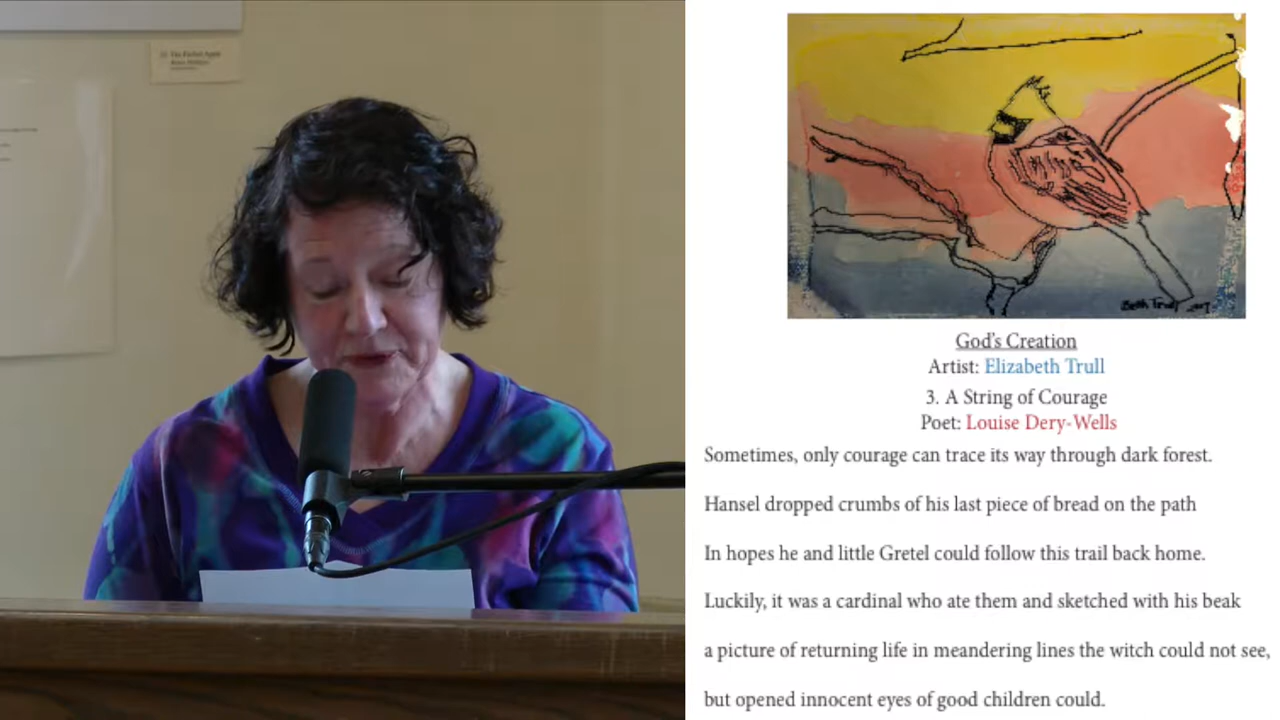 God's Creation
Artist: Elizabeth Trull
3. A String of Courage
Poet: Louise Dery-Wells
Sometimes, only courage can trace its way through dark forest.
Hansel dropped crumbs of his last piece of bread on the path
In hopes he and little Gretel could follow this trail back home.
Luckily, it was a cardinal who ate them and sketched with his beak
a picture of returning life in meandering lines the witch could not see,
but opened innocent eyes of good children could.
Beth Trull